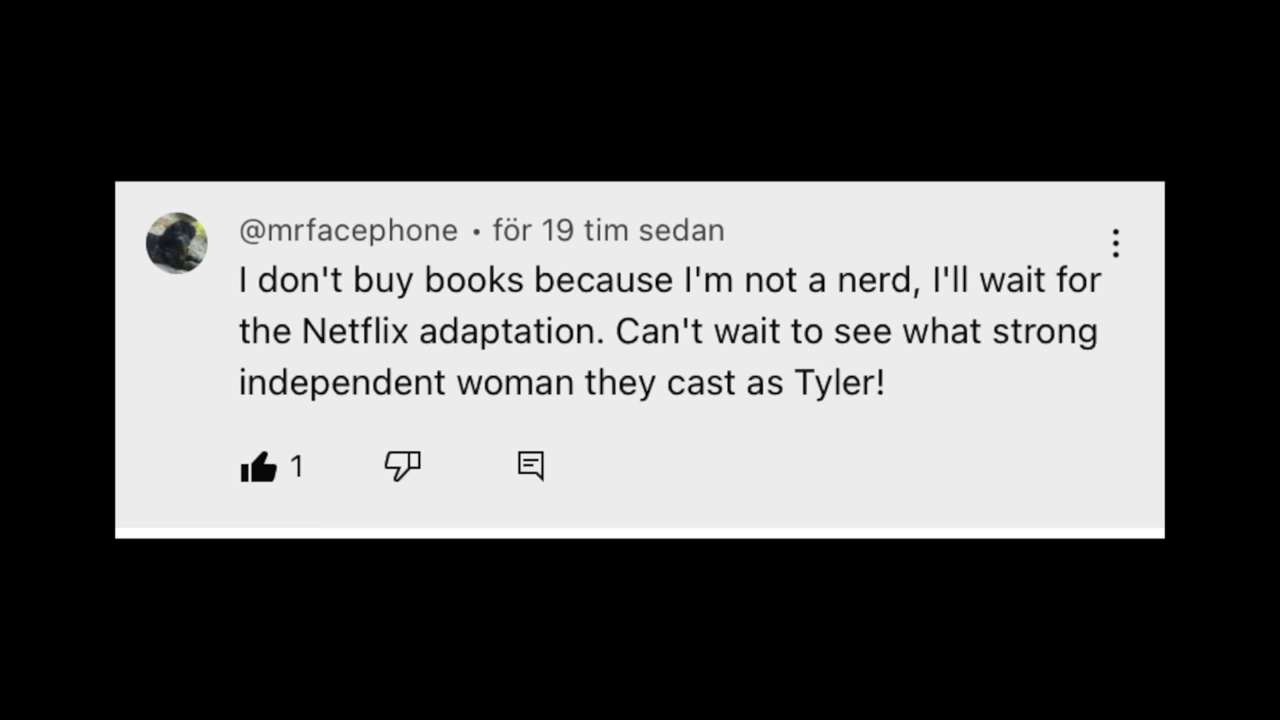 @mrfacephone • för 19 tim sedan
I don't buy books because I'm not a nerd, I'll wait for
the Netflix adaptation. Can't wait to see what strong
independent woman they cast as Tyler!
1